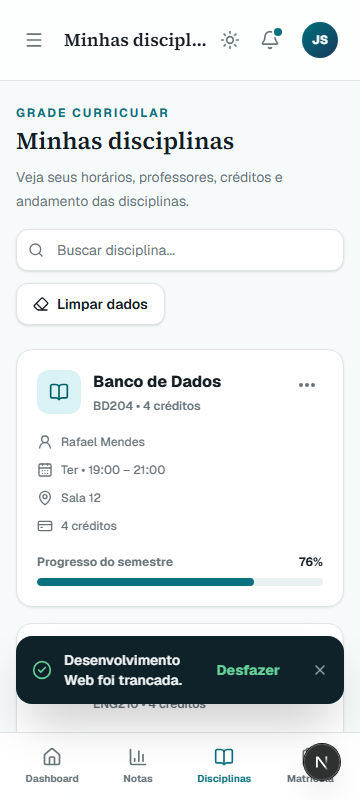 Minhas discipl...
JS
GRADE CURRICULAR
Minhas disciplinas
Veja seus horários, professores, créditos e
andamento das disciplinas.
Buscar disciplina...
Limpar dados
Banco de Dados
BD204 • 4 créditos
Rafael Mendes
Ter • 19:00 – 21:00
Sala 12
4 créditos
Progresso do semestre 76%
Desenvolvimento
Web foi trancada.
Desfazer
ENG210 • 4 créditos
Dashboard
Notas
Disciplinas
N